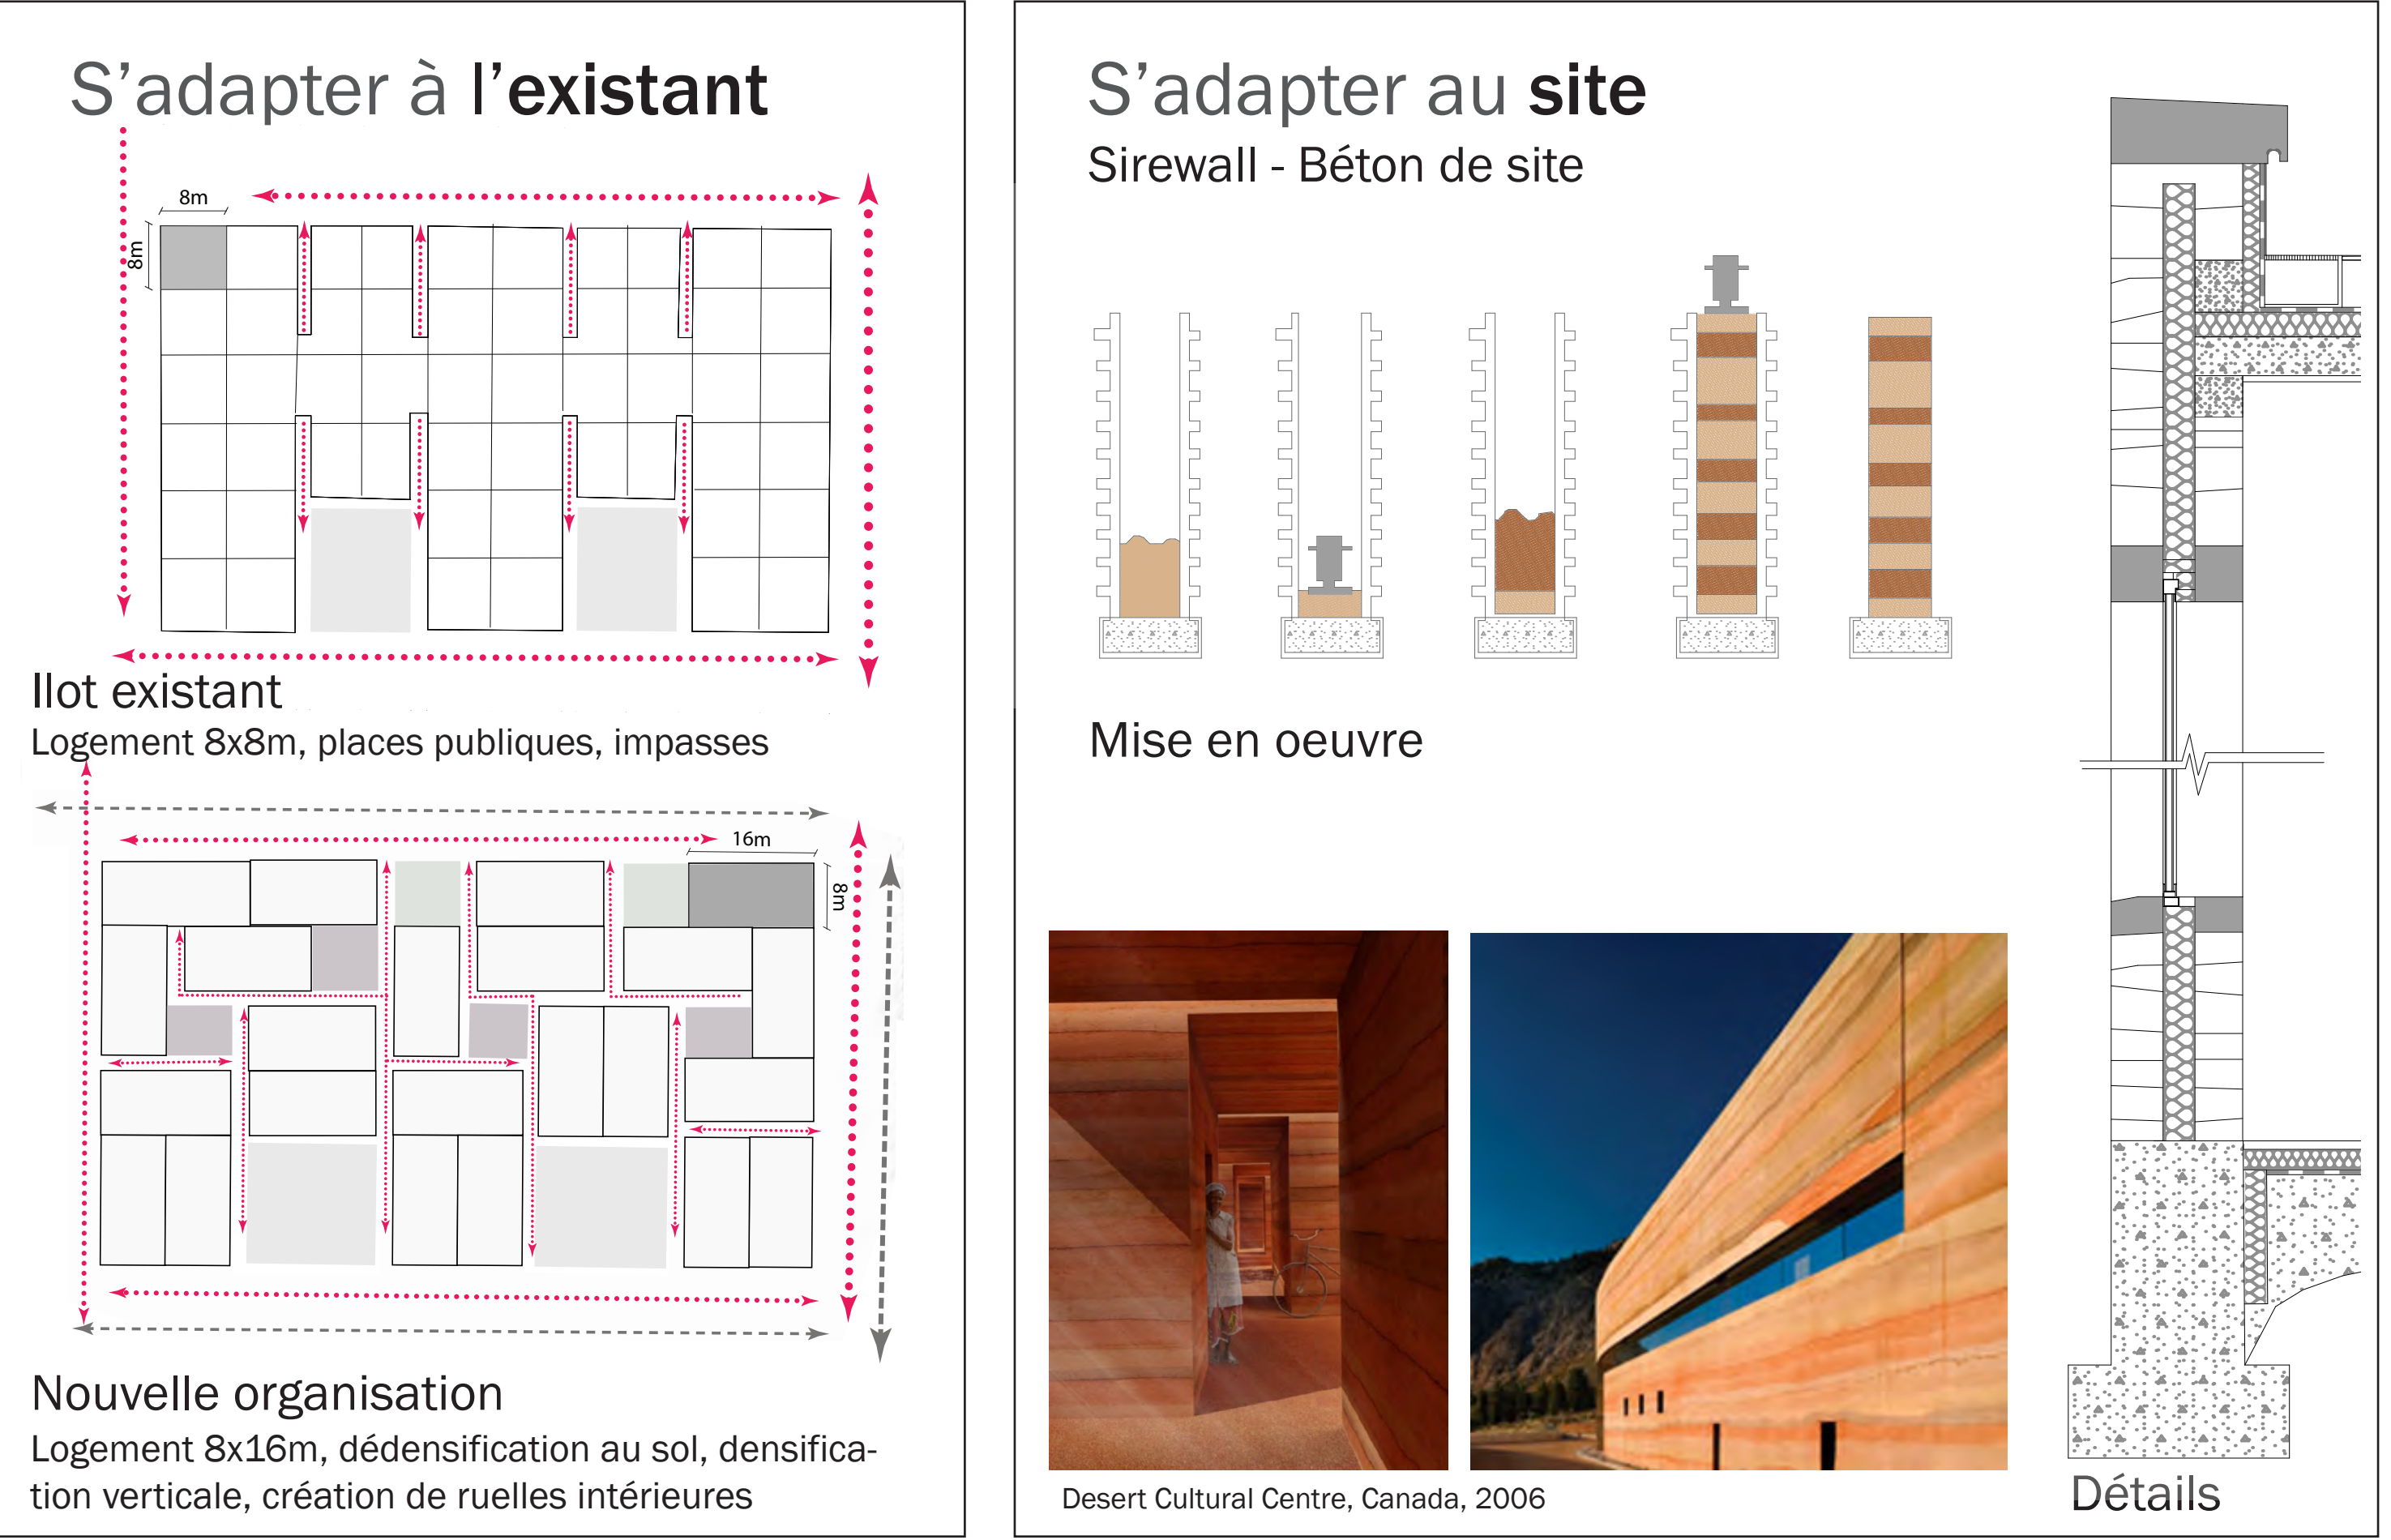 S’adapter à l’existant
8m
8m
Ilot existant
Logement 8x8m, places publiques, impasses
16m
8m
Nouvelle organisation
Logement 8x16m, dédensification au sol, densifica-
tion verticale, création de ruelles intérieures
S’adapter au site
Sirewall - Béton de site
Mise en oeuvre
Desert Cultural Centre, Canada, 2006
Détails